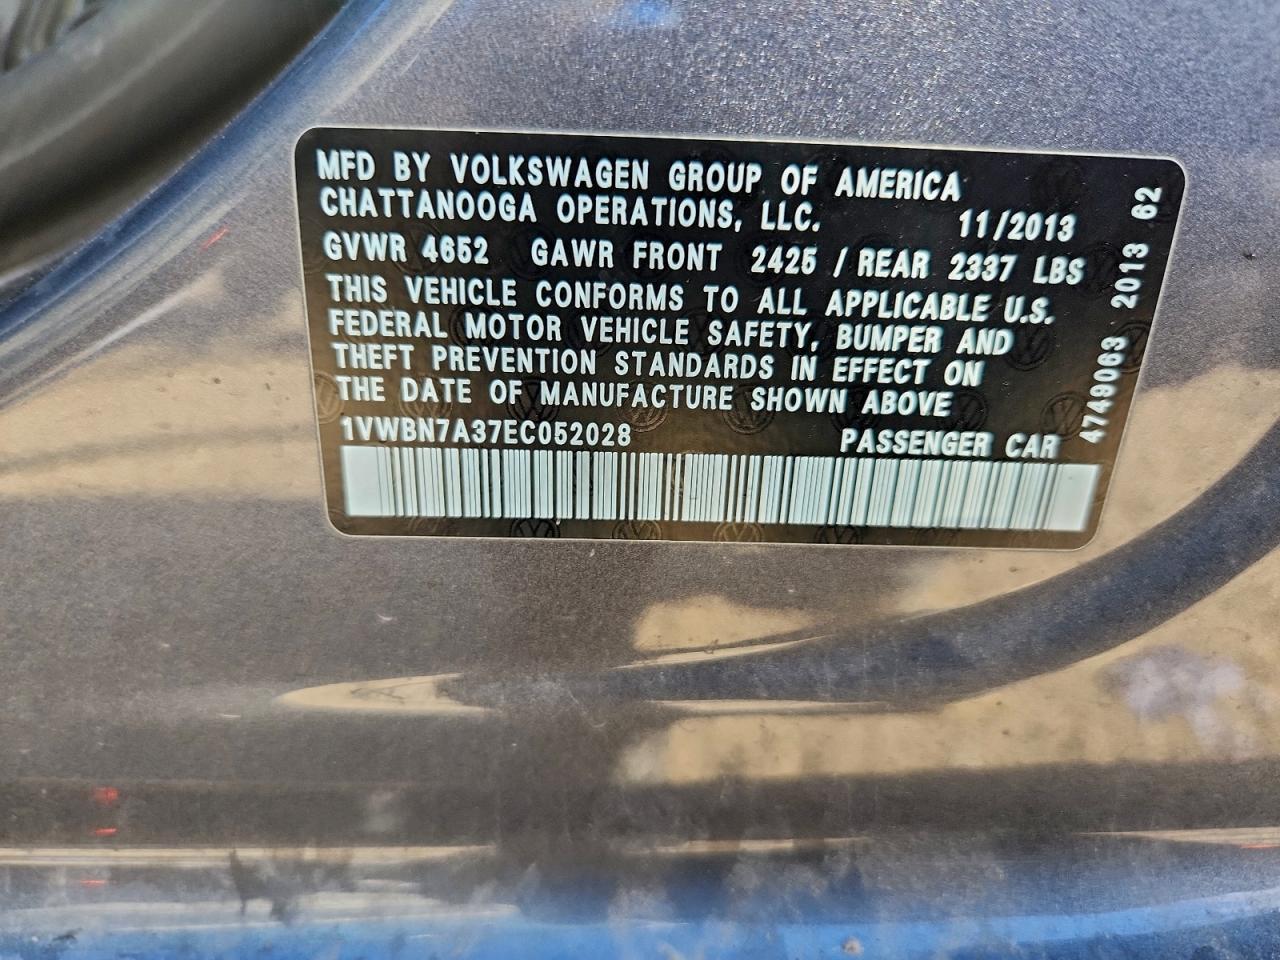 MFD BY VOLKSWAGEN GROUP OF AMERICA
CHATTANOOGA OPERATIONS, LLC. 11/2013
GVWR 4652 GAWR FRONT 2425 / REAR 2337 LBS
THIS VEHICLE CONFORMS TO ALL APPLICABLE U.S.
FEDERAL MOTOR VEHICLE SAFETY, BUMPER AND
THEFT PREVENTION STANDARDS IN EFFECT ON
THE DATE OF MANUFACTURE SHOWN ABOVE
1VWBN7A37EC052028 PASSENGER CAR
4749063 2013 62